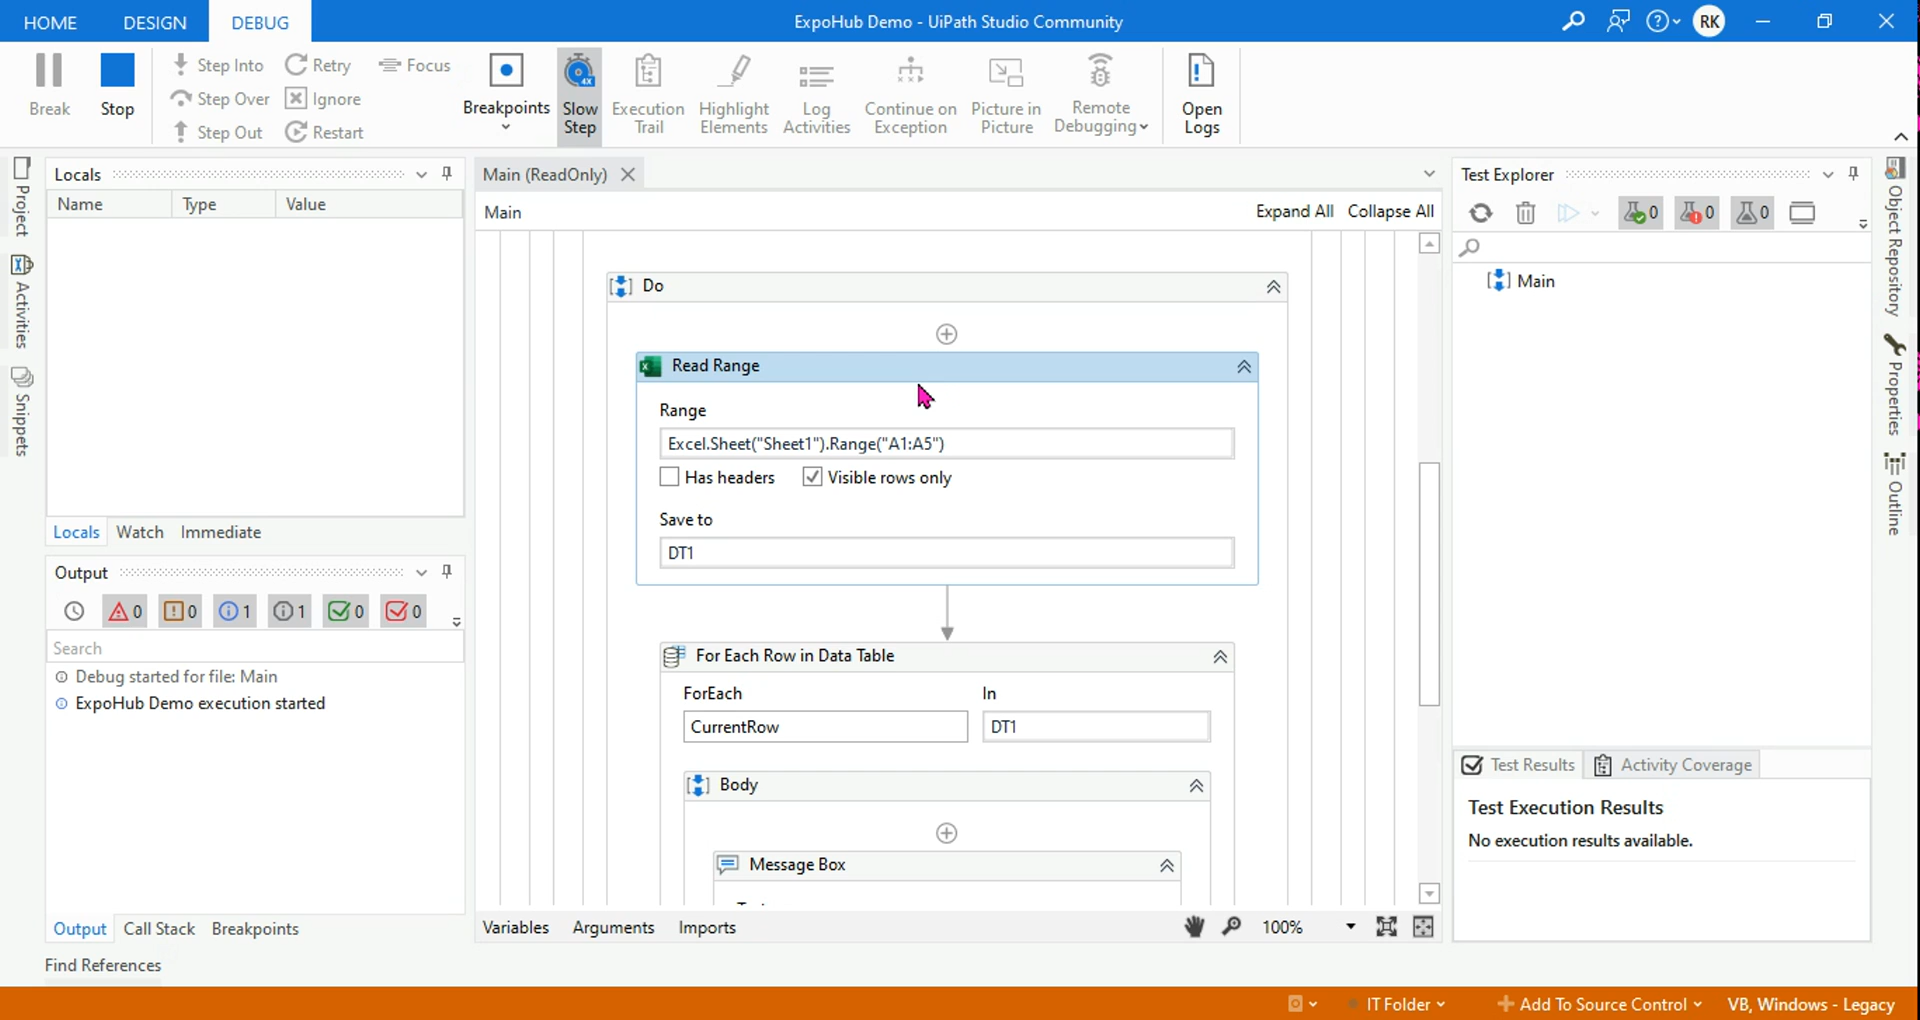 HOME DESIGN DEBUG
ExpoHub Demo - UiPath Studio Community
RK
Break
Stop
Step Into
Step Over
Step Out
Retry
Ignore
Restart
Focus
Breakpoints
4X
Slow
Step
Execution
Trail
Highlight
Elements
Log
Activities
Continue on
Exception
Picture in
Picture
Remote
Debugging
Open
Logs
Project
Activities
Snippets
Locals
Name Type Value
Locals Watch Immediate
Output
0 0 1 1 0 0
Search
Debug started for file: Main
ExpoHub Demo execution started
Output Call Stack Breakpoints
Find References
Main (ReadOnly)
Main
Expand All Collapse All
Do
Read Range
Range
Excel.Sheet("Sheet1").Range("A1:A5")
Has headers Visible rows only
Save to
DT1
For Each Row in Data Table
ForEach In
CurrentRow DT1
Body
Message Box
Variables Arguments Imports
100%
Test Explorer
0 0 0
Main
Test Results Activity Coverage
Test Execution Results
No execution results available.
Object Repository
Properties
Outline
IT Folder
Add To Source Control
VB, Windows - Legacy